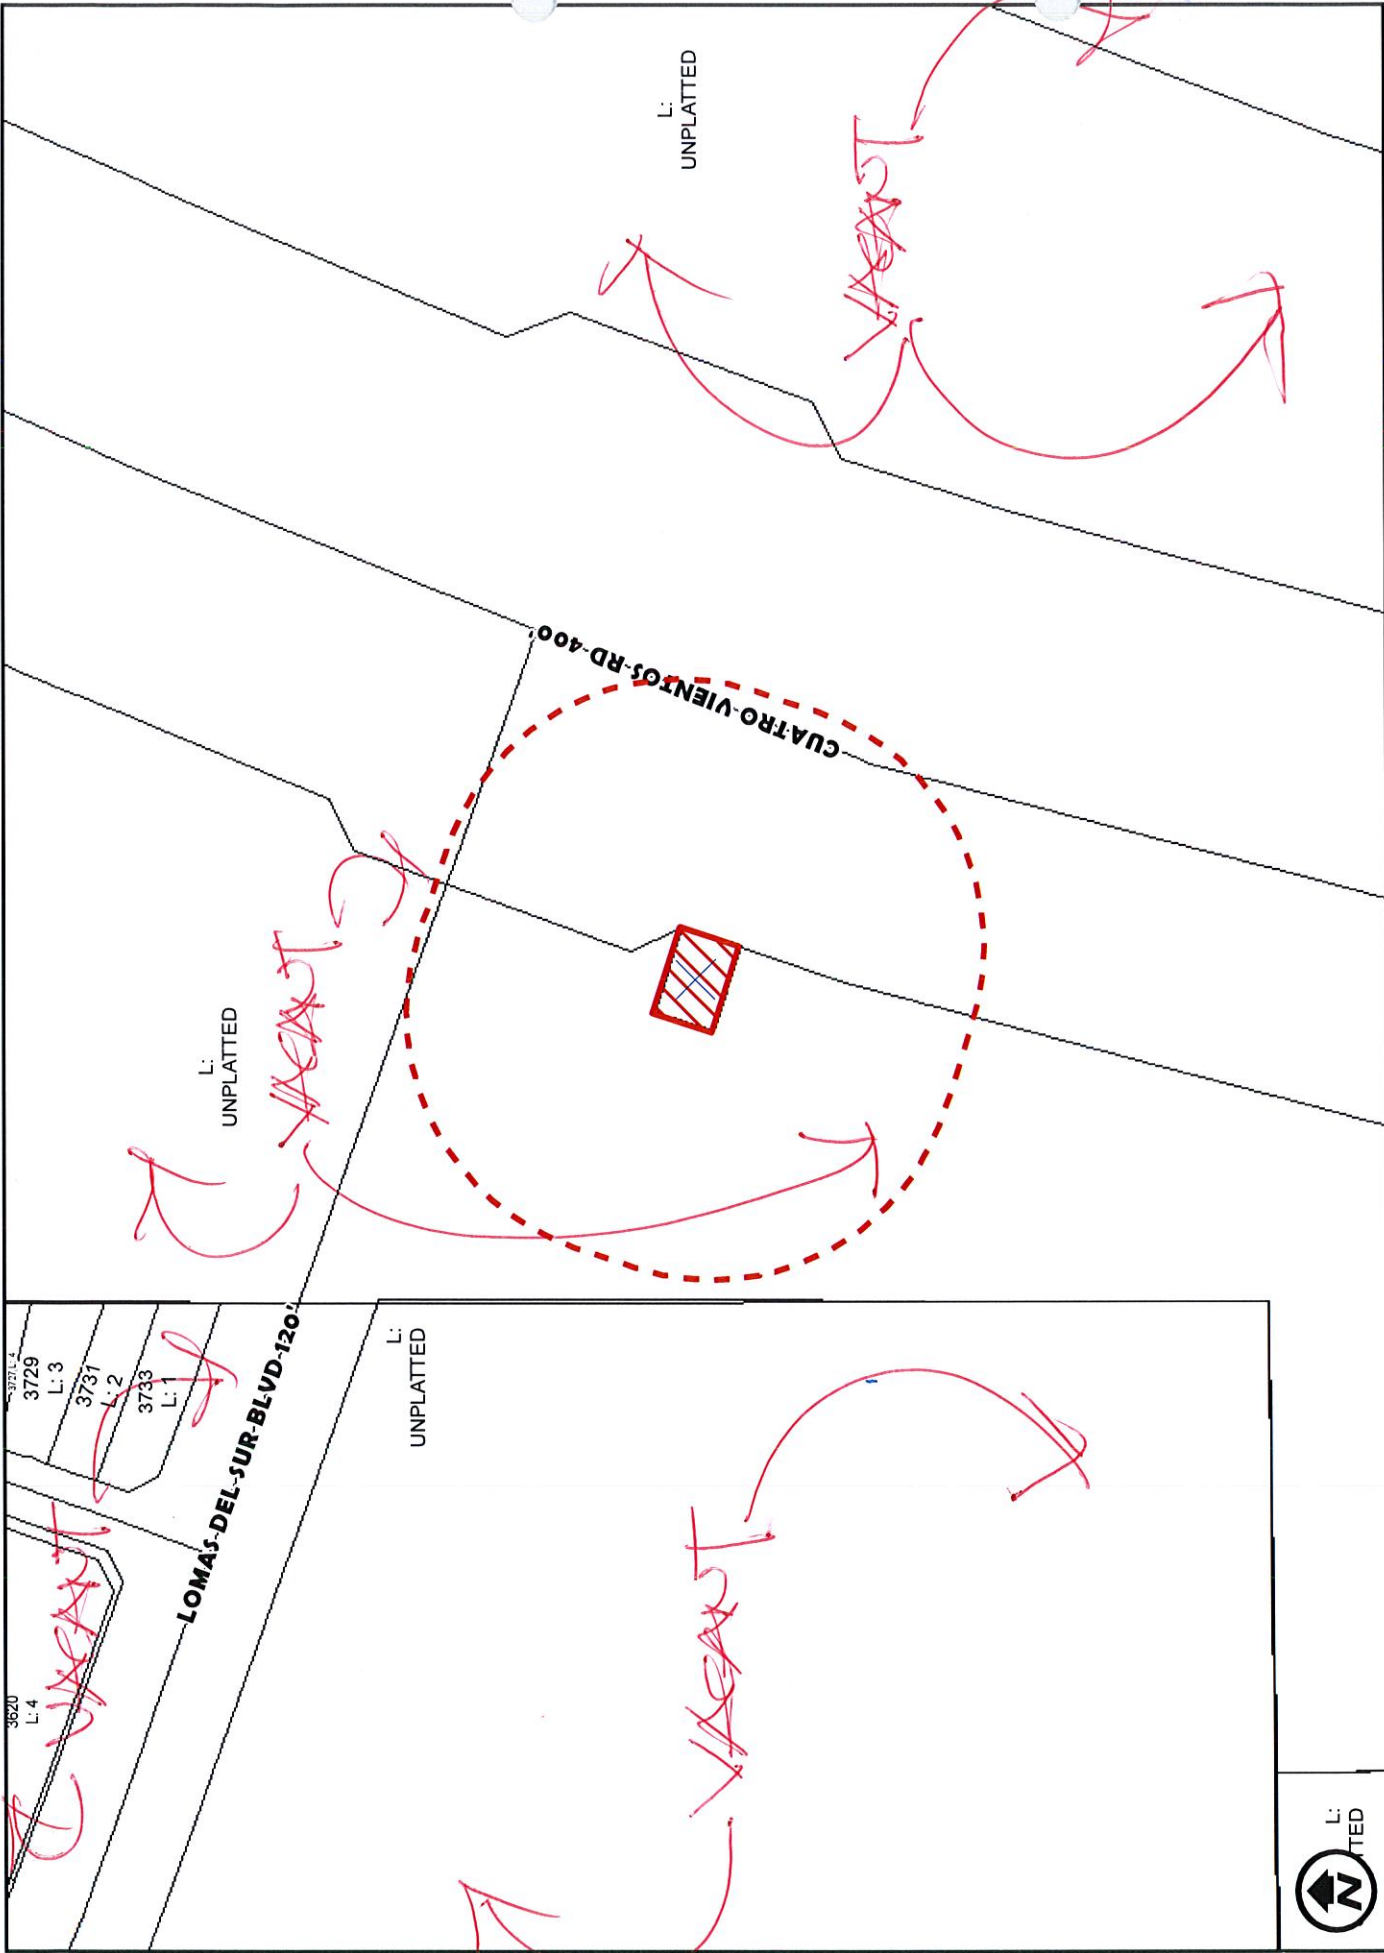 L:
UNPLATTED
VACANT
CUATRO-VIENTOS-RD-400'
L:
UNPLATTED
VACANT
3729
L: 3
3731
L: 2
3733
L: 1
LOMAS-DEL-SUR-BLVD-120'
L:
UNPLATTED
3620
L: 4
VACANT
VACANT
L:
TTED
N